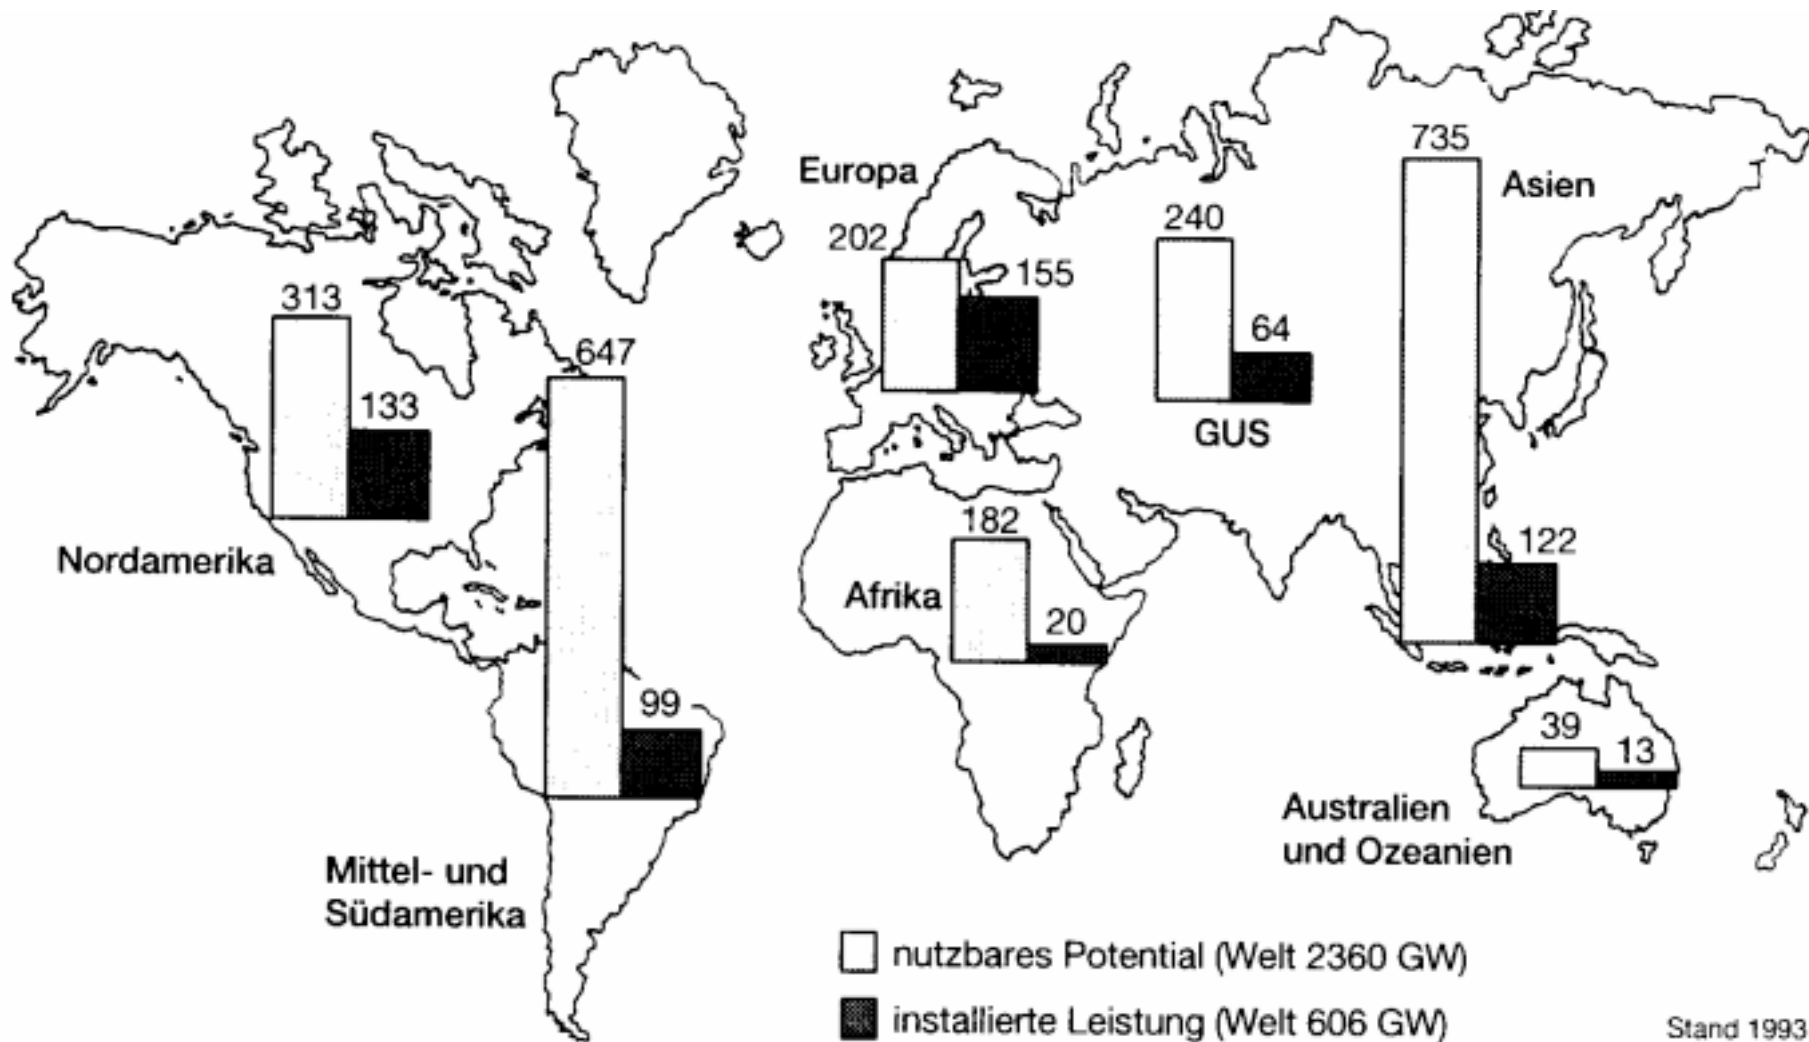 Europa
735
Asien
202
155
240
64
GUS
313
133
Nordamerika
647
99
Mittel- und
Südamerika
182
Afrika
20
122
39
13
Australien
und Ozeanien
nutzbares Potential (Welt 2360 GW)
installierte Leistung (Welt 606 GW)
Stand 1993